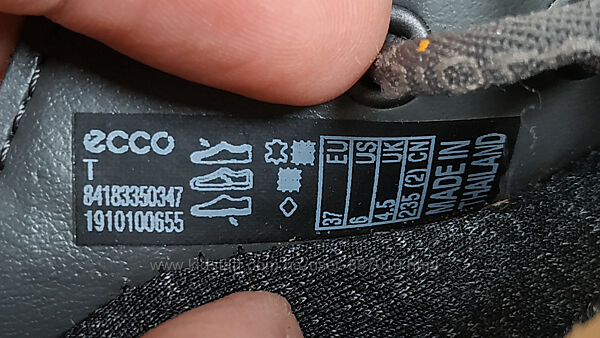 ecco
T
84183350347
1910100655
EU US UK CN
37 6 4.5 235 (2)
MADE IN
THAILAND